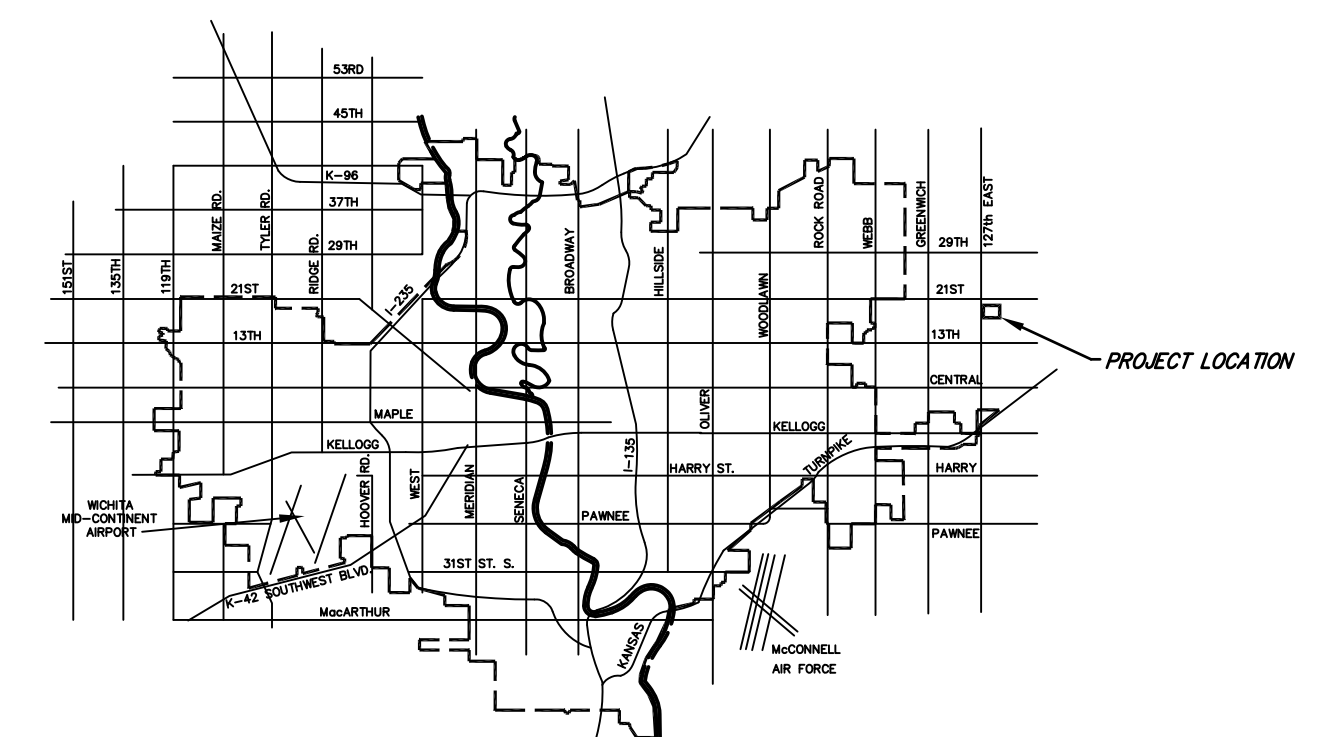 53RD
45TH
K-96
37TH
29TH
21ST
13TH
151ST
135TH
119TH
MAIZE RD.
TYLER RD.
RIDGE RD.
I-235
BROADWAY
HILLSIDE
WOODLAWN
ROCK ROAD
WEBB
GREENWICH
127th EAST
29TH
21ST
13TH
PROJECT LOCATION
CENTRAL
MAPLE
KELLOGG
OLIVER
KELLOGG
TURNPIKE
HOOVER RD.
WEST
MERIDIAN
SENECA
I-135
HARRY ST.
HARRY
WICHITA
MID-CONTINENT
AIRPORT
PAWNEE
PAWNEE
31ST ST. S.
K-42 SOUTHWEST BLVD.
MacARTHUR
KANSAS
McCONNELL
AIR FORCE